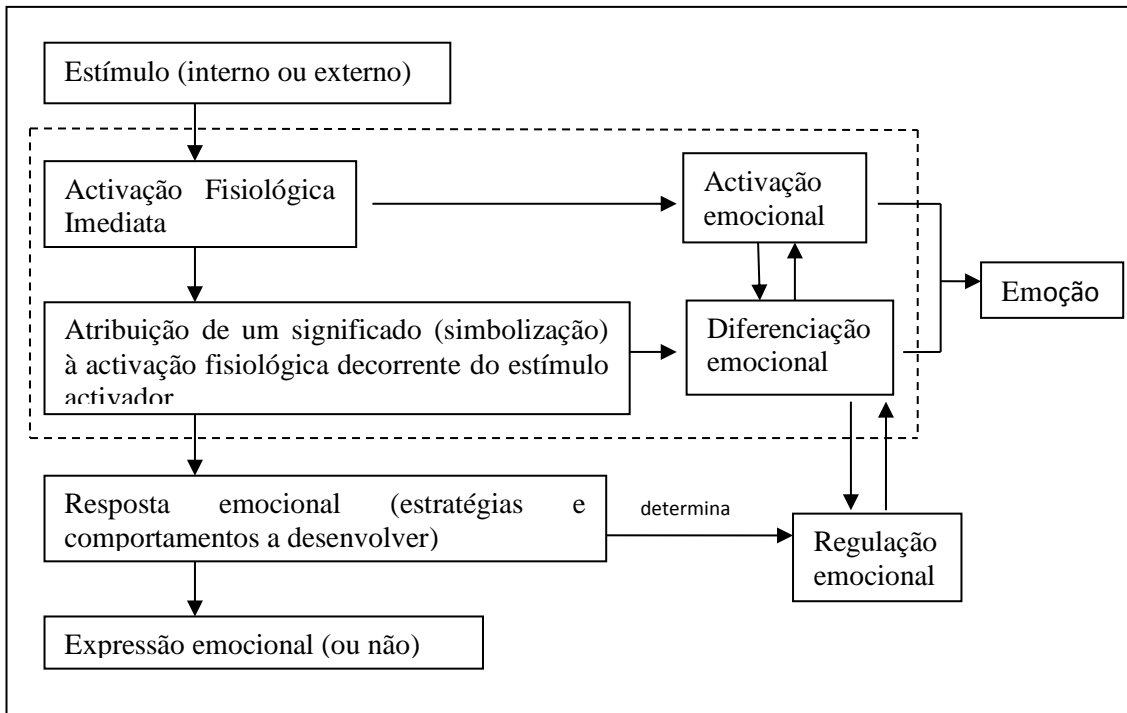 Estímulo (interno ou externo)
Activação Fisiológica
Imediata
Activação
emocional
Emoção
Atribuição de um significado (simbolização)
à activação fisiológica decorrente do estímulo
activador
Diferenciação
emocional
Resposta emocional (estratégias e
comportamentos a desenvolver)
determina
Regulação
emocional
Expressão emocional (ou não)